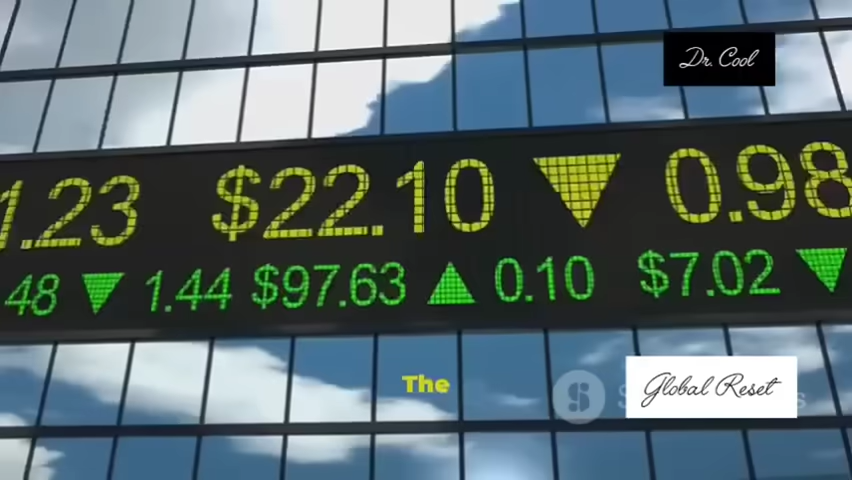 Dr. Cool
1.23 $22.10 ▼ 0.98
48 ▼ 1.44 $97.63 ▲ 0.10 $7.02 ▼
The
Global Reset